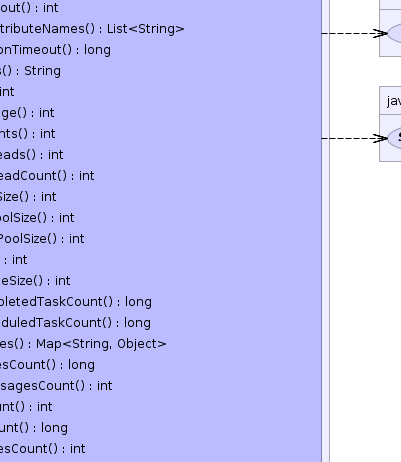 out() : int
tributeNames() : List<String>
onTimeout() : long
s() : String
int
ge() : int
nts() : int
eads() : int
eadCount() : int
Size() : int
oolSize() : int
PoolSize() : int
: int
eSize() : int
pletedTaskCount() : long
duledTaskCount() : long
es() : Map<String, Object>
esCount() : long
sagesCount() : int
unt() : int
unt() : long
esCount() : int
jav
S